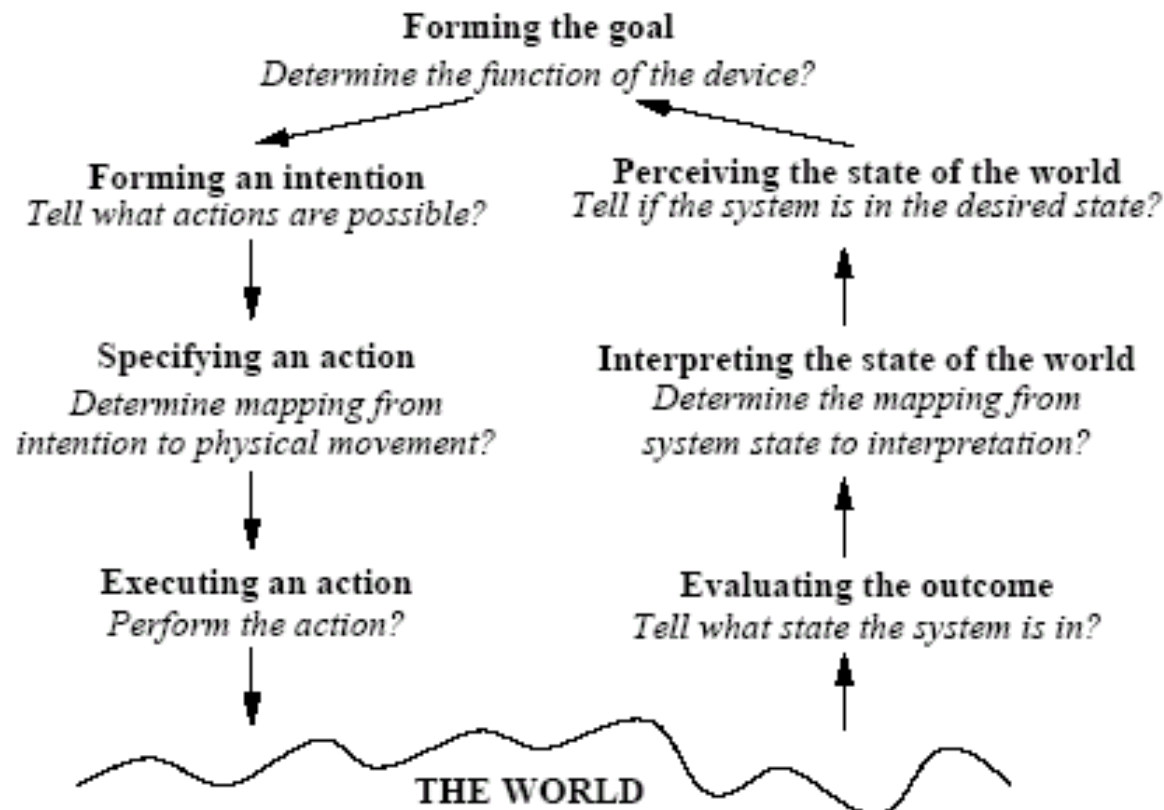 Forming the goal
Determine the function of the device?
Forming an intention
Tell what actions are possible?
Perceiving the state of the world
Tell if the system is in the desired state?
Specifying an action
Determine mapping from
intention to physical movement?
Interpreting the state of the world
Determine the mapping from
system state to interpretation?
Executing an action
Perform the action?
Evaluating the outcome
Tell what state the system is in?
THE WORLD